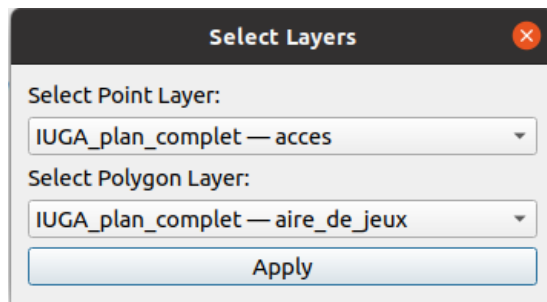 Select Layers
Select Point Layer:
IUGA_plan_complet — acces
Select Polygon Layer:
IUGA_plan_complet — aire_de_jeux
Apply